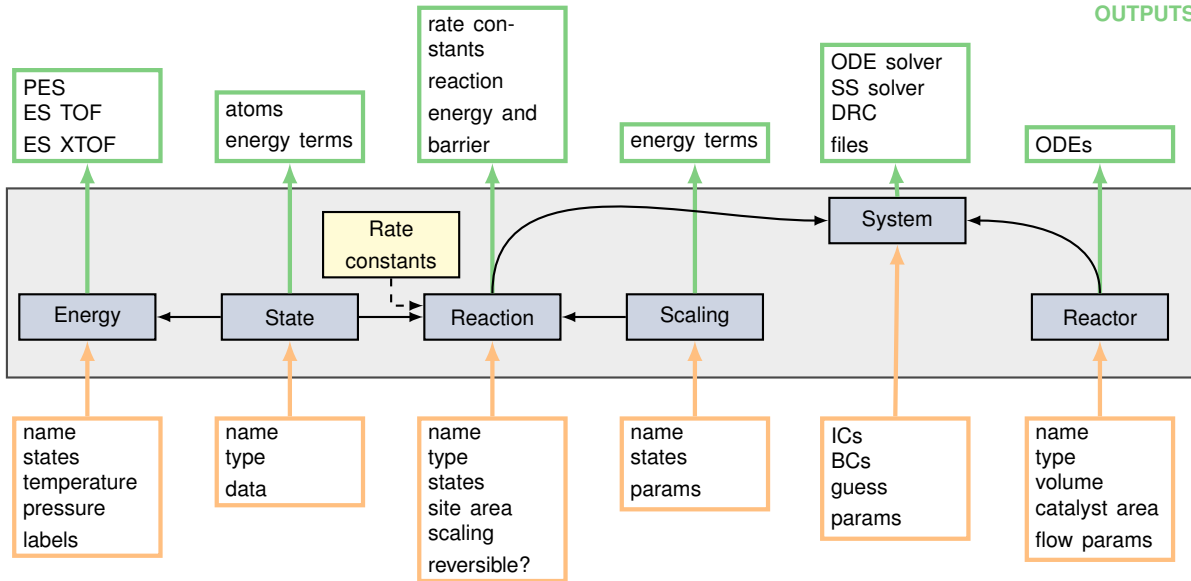 OUTPUTS
PES
ES TOF
ES XTOF
atoms
energy terms
rate con-
stants
reaction
energy and
barrier
energy terms
ODE solver
SS solver
DRC
files
ODEs
Rate
constants
System
Energy
State
Reaction
Scaling
Reactor
name
states
temperature
pressure
labels
name
type
data
name
type
states
site area
scaling
reversible?
name
states
params
ICs
BCs
guess
params
name
type
volume
catalyst area
flow params